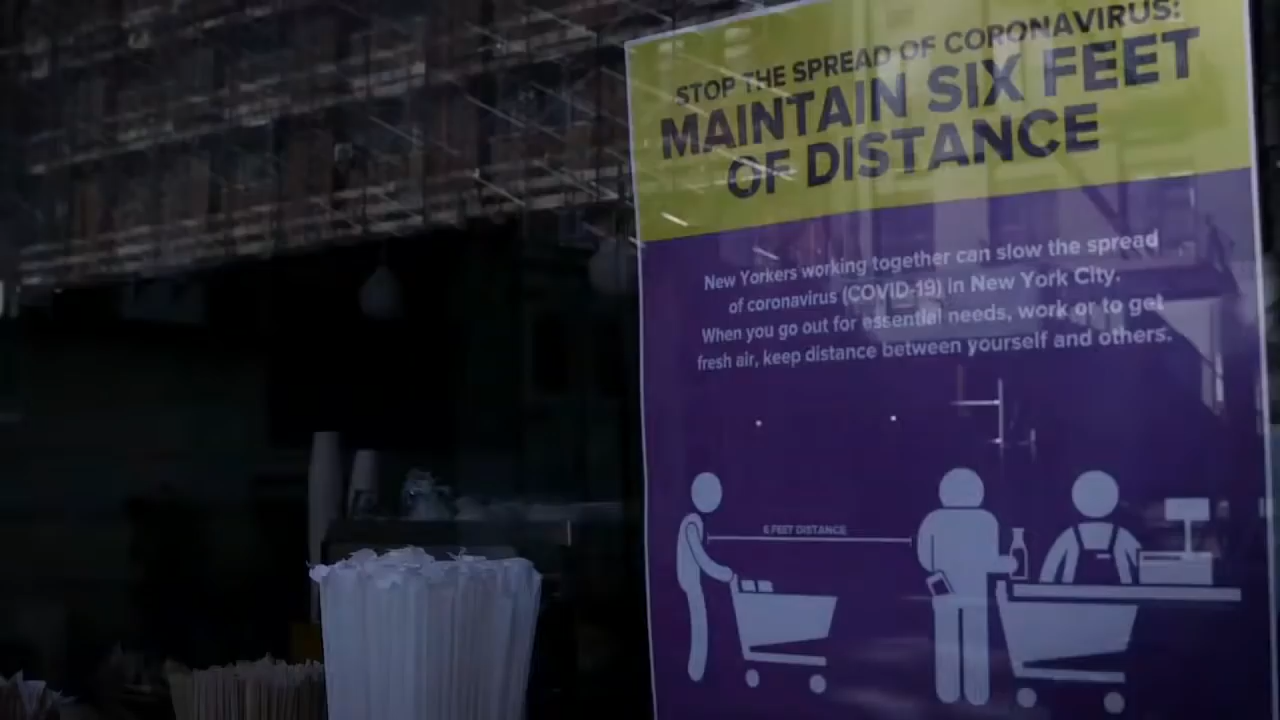 STOP THE SPREAD OF CORONAVIRUS:
MAINTAIN SIX FEET
OF DISTANCE
New Yorkers working together can slow the spread
of coronavirus (COVID-19) in New York City.
When you go out for essential needs, work or to get
fresh air, keep distance between yourself and others.
6 FEET DISTANCE